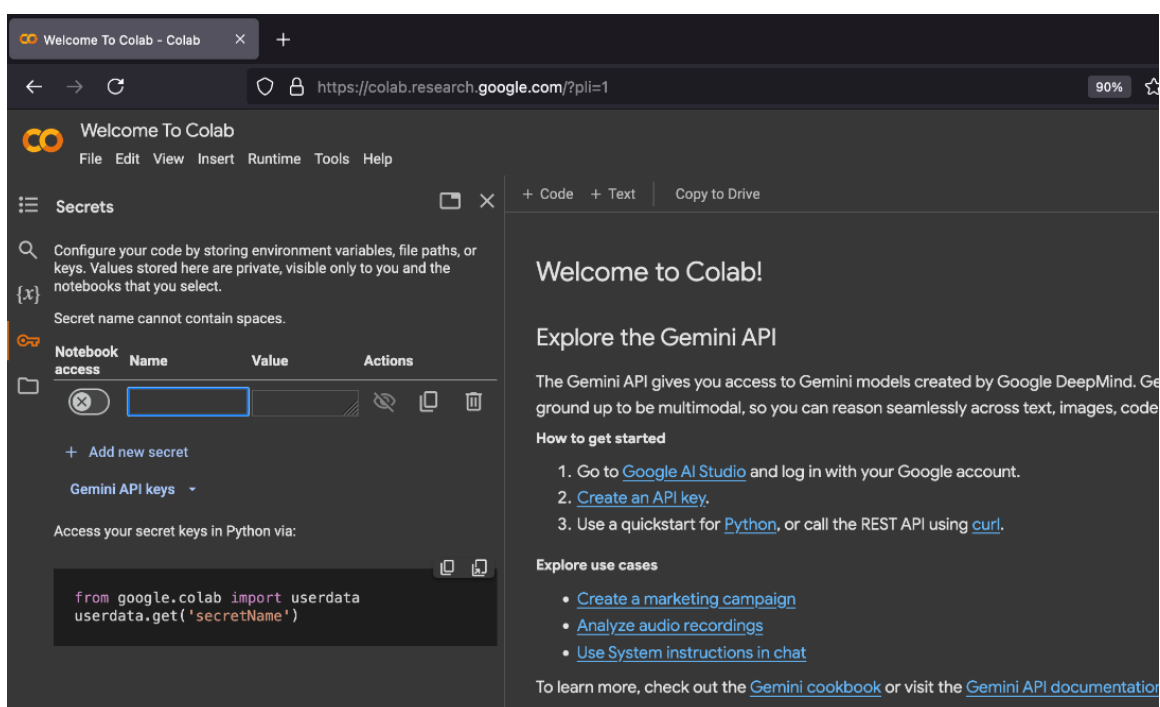 Welcome To Colab - Colab
https://colab.research.google.com/?pli=1
90%
Welcome To Colab
File Edit View Insert Runtime Tools Help
Secrets
Configure your code by storing environment variables, file paths, or
keys. Values stored here are private, visible only to you and the
notebooks that you select.
Secret name cannot contain spaces.
Notebook access Name Value Actions
+ Add new secret
Gemini API keys
Access your secret keys in Python via:
from google.colab import userdata
userdata.get('secretName')
+ Code + Text Copy to Drive
Welcome to Colab!
Explore the Gemini API
The Gemini API gives you access to Gemini models created by Google DeepMind. Ge
ground up to be multimodal, so you can reason seamlessly across text, images, code
How to get started
1. Go to Google AI Studio and log in with your Google account.
2. Create an API key.
3. Use a quickstart for Python, or call the REST API using curl.
Explore use cases
• Create a marketing campaign
• Analyze audio recordings
• Use System instructions in chat
To learn more, check out the Gemini cookbook or visit the Gemini API documentation